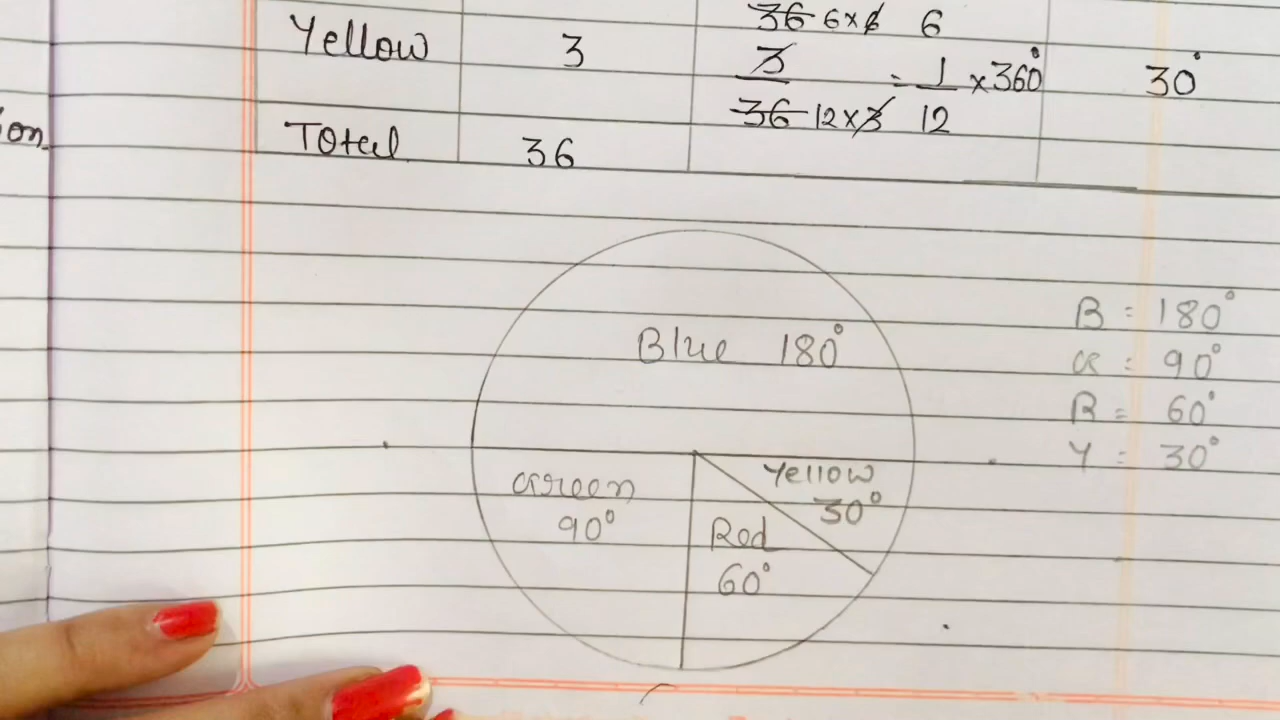 36 6×6 6
Yellow 3 3 = 1 ×360° 30°
36 12×3 12
Total 36
ion
Blue 180°
Green
90°
Yellow
30°
Red
60°
B = 180°
G = 90°
R = 60°
Y = 30°